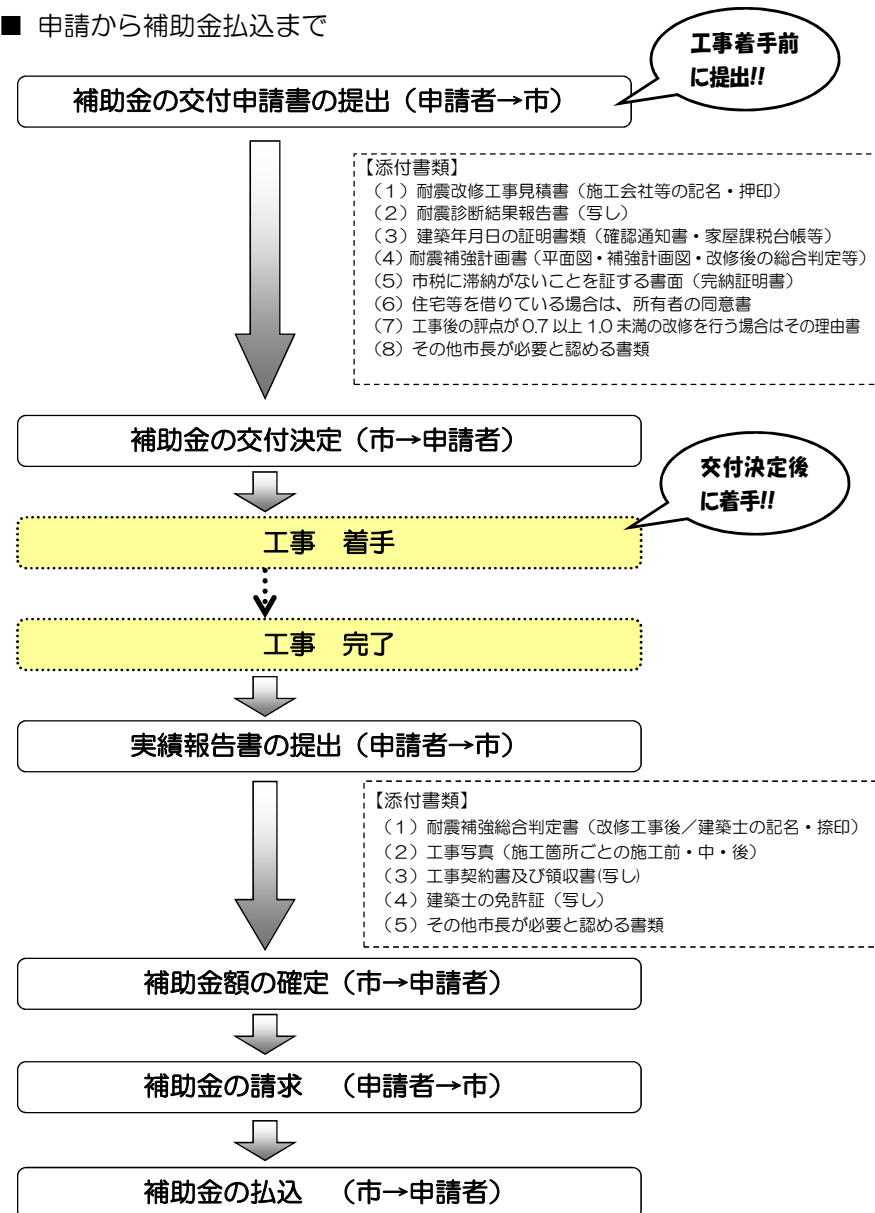 ■ 申請から補助金払込まで
工事着手前
に提出!!
補助金の交付申請書の提出（申請者→市）
【添付書類】
（1）耐震改修工事見積書（施工会社等の記名・押印）
（2）耐震診断結果報告書（写し）
（3）建築年月日の証明書類（確認通知書・家屋課税台帳等）
（4）耐震補強計画書（平面図・補強計画図・改修後の総合判定等）
（5）市税に滞納がないことを証する書面（完納証明書）
（6）住宅等を借りている場合は、所有者の同意書
（7）工事後の評点が0.7以上1.0未満の改修を行う場合はその理由書
（8）その他市長が必要と認める書類
補助金の交付決定（市→申請者）
交付決定後
に着手!!
工事　着手
工事　完了
実績報告書の提出（申請者→市）
【添付書類】
（1）耐震補強総合判定書（改修工事後／建築士の記名・捺印）
（2）工事写真（施工箇所ごとの施工前・中・後）
（3）工事契約書及び領収書(写し)
（4）建築士の免許証（写し）
（5）その他市長が必要と認める書類
補助金額の確定（市→申請者）
補助金の請求　（申請者→市）
補助金の払込　（市→申請者）